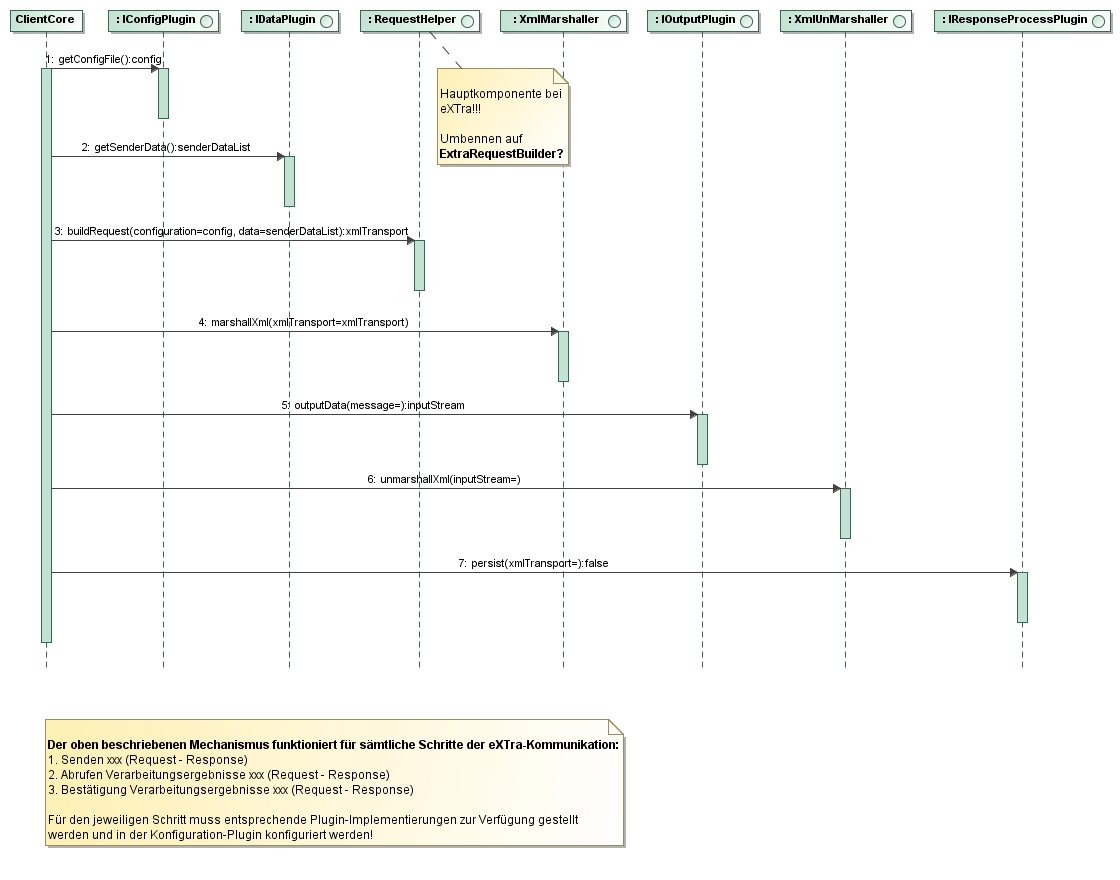 ClientCore
: IConfigPlugin
: IDataPlugin
: RequestHelper
: XmlMarshaller
: IOutputPlugin
: XmlUnMarshaller
: IResponseProcessPlugin
1: getConfigFile():config
Hauptkomponente bei
eXTra!!!
Umbennen auf
ExtraRequestBuilder?
2: getSenderData():senderDataList
3: buildRequest(configuration=config, data=senderDataList):xmlTransport
4: marshallXml(xmlTransport=xmlTransport)
5: outputData(message=):inputStream
6: unmarshallXml(inputStream=)
7: persist(xmlTransport=):false
Der oben beschriebenen Mechanismus funktioniert für sämtliche Schritte der eXTra-Kommunikation:
1. Senden xxx (Request - Response)
2. Abrufen Verarbeitungsergebnisse xxx (Request - Response)
3. Bestätigung Verarbeitungsergebnisse xxx (Request - Response)
Für den jeweiligen Schritt muss entsprechende Plugin-Implementierungen zur Verfügung gestellt
werden und in der Konfiguration-Plugin konfiguriert werden!